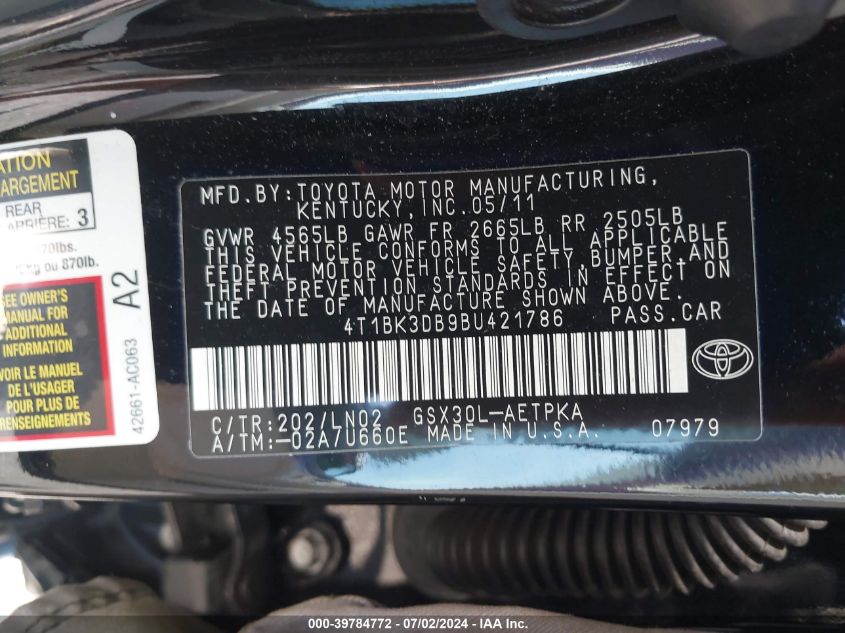 ATION
ARGEMENT
REAR
ARRIÈRE: 3
70lbs.
kg ou 870lb.
SEE OWNER'S
MANUAL FOR
ADDITIONAL
INFORMATION
VOIR LE MANUEL
DE L'USAGER
POUR PLUS DE
RENSEIGNEMENTS
A2
42661-AC063
MFD.BY:TOYOTA MOTOR MANUFACTURING,
KENTUCKY,INC.05/11
GVWR 4565LB GAWR FR 2665LB RR 2505LB
THIS VEHICLE CONFORMS TO ALL APPLICABLE
FEDERAL MOTOR VEHICLE SAFETY,BUMPER,AND
THEFT PREVENTION STANDARDS IN EFFECT ON
THE DATE OF MANUFACTURE SHOWN ABOVE.
4T1BK3DB9BU421786 PASS.CAR
C/TR:202/LN02 GSX30L-AETPKA
A/TM:-02A7U660E MADE IN U.S.A. 07979
000-39784772 - 07/02/2024 - IAA Inc.